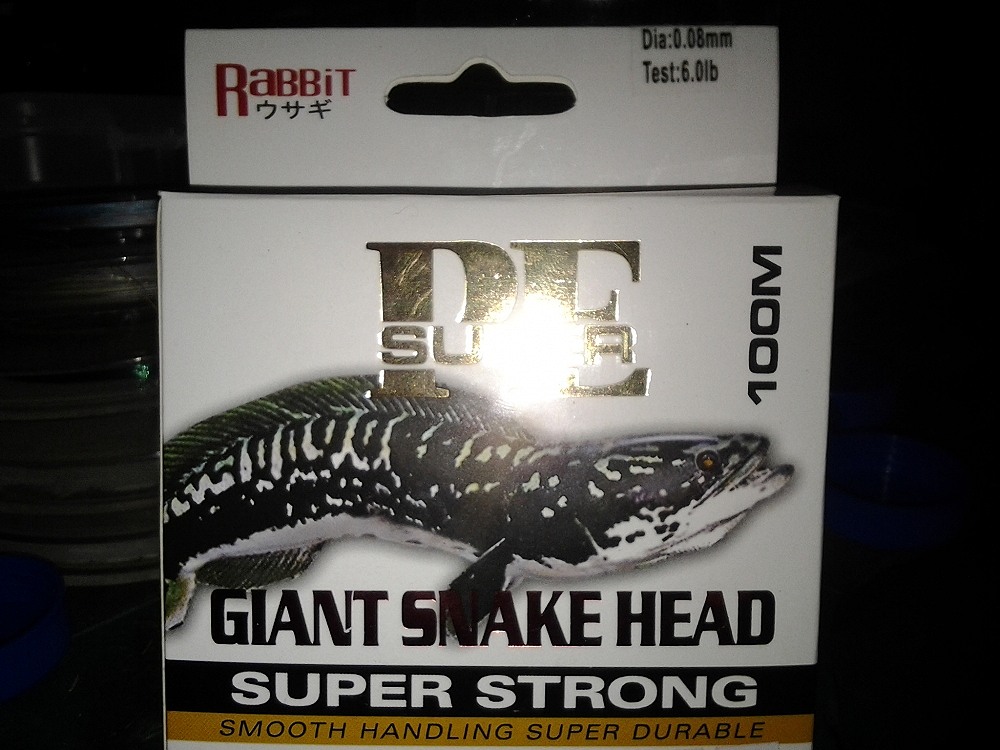 RaBBiT
ウサギ
Dia:0.08mm
Test:6.0lb
PE
100M
GIANT SNAKE HEAD
SUPER STRONG
SMOOTH HANDLING SUPER DURABLE